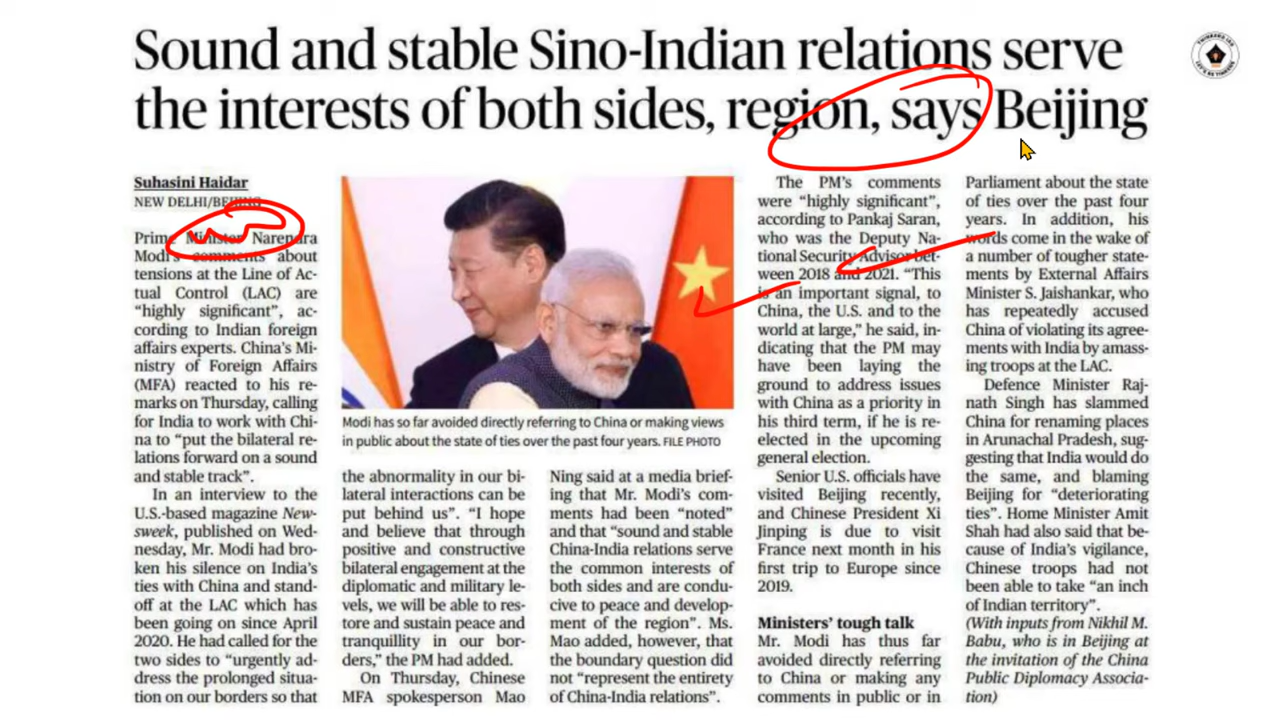 Sound and stable Sino-Indian relations serve
the interests of both sides, region, says Beijing
Suhasini Haidar
NEW DELHI/BEIJING
Prime Minister Narendra
Modi's comments about
tensions at the Line of Ac-
tual Control (LAC) are
"highly significant", ac-
cording to Indian foreign
affairs experts. China's Mi-
nistry of Foreign Affairs
(MFA) reacted to his re-
marks on Thursday, calling
for India to work with Chi-
na to "put the bilateral re-
lations forward on a sound
and stable track".
In an interview to the
U.S.-based magazine New-
sweek, published on Wed-
nesday, Mr. Modi had bro-
ken his silence on India's
ties with China and stand-
off at the LAC which has
been going on since April
2020. He had called for the
two sides to "urgently ad-
dress the prolonged situa-
tion on our borders so that
Modi has so far avoided directly referring to China or making views
in public about the state of ties over the past four years. FILE PHOTO
the abnormality in our bi-
lateral interactions can be
put behind us". "I hope
and believe that through
positive and constructive
bilateral engagement at the
diplomatic and military le-
vels, we will be able to res-
tore and sustain peace and
tranquillity in our bor-
ders," the PM had added.
On Thursday, Chinese
MFA spokesperson Mao
Ning said at a media brief-
ing that Mr. Modi's com-
ments had been "noted"
and that "sound and stable
China-India relations serve
the common interests of
both sides and are condu-
cive to peace and develop-
ment of the region". Ms.
Mao added, however, that
the boundary question did
not "represent the entirety
of China-India relations".
The PM's comments
were "highly significant",
according to Pankaj Saran,
who was the Deputy Na-
tional Security Advisor bet-
ween 2018 and 2021. "This
is an important signal, to
China, the U.S. and to the
world at large," he said, in-
dicating that the PM may
have been laying the
ground to address issues
with China as a priority in
his third term, if he is re-
elected in the upcoming
general election.
Senior U.S. officials have
visited Beijing recently,
and Chinese President Xi
Jinping is due to visit
France next month in his
first trip to Europe since
2019.
Ministers' tough talk
Mr. Modi has thus far
avoided directly referring
to China or making any
comments in public or in
Parliament about the state
of ties over the past four
years. In addition, his
words come in the wake of
a number of tougher state-
ments by External Affairs
Minister S. Jaishankar, who
has repeatedly accused
China of violating its agree-
ments with India by amass-
ing troops at the LAC.
Defence Minister Raj-
nath Singh has slammed
China for renaming places
in Arunachal Pradesh, sug-
gesting that India would do
the same, and blaming
Beijing for "deteriorating
ties". Home Minister Amit
Shah had also said that be-
cause of India's vigilance,
Chinese troops had not
been able to take "an inch
of Indian territory".
(With inputs from Nikhil M.
Babu, who is in Beijing at
the invitation of the China
Public Diplomacy Associa-
tion)